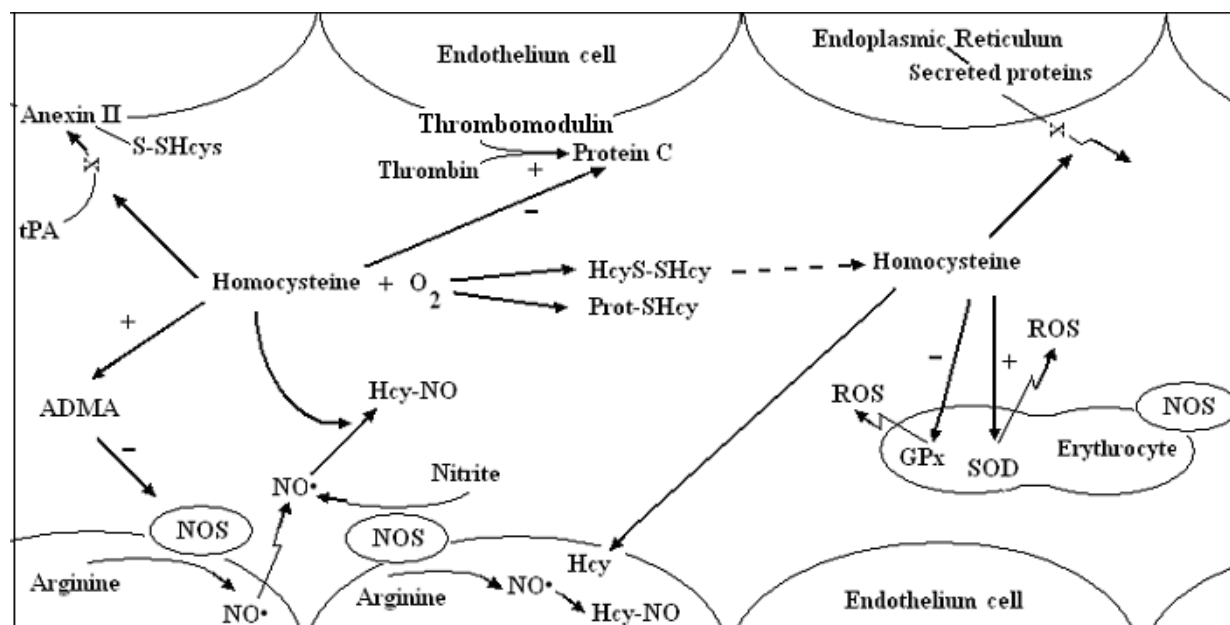 Endothelium cell
Endoplasmic Reticulum
Secreted proteins
Anexin II
S-SHcys
Thrombomodulin
Protein C
Thrombin
+
−
tPA
Homocysteine + O2
HcyS-SHcy
Prot-SHcy
Homocysteine
+
ADMA
−
Hcy-NO
−
+
ROS
ROS
NOS
GPx
SOD
Erythrocyte
NO•
Nitrite
NOS
NOS
Hcy
Arginine
NO•
Arginine
NO•
Hcy-NO
Endothelium cell